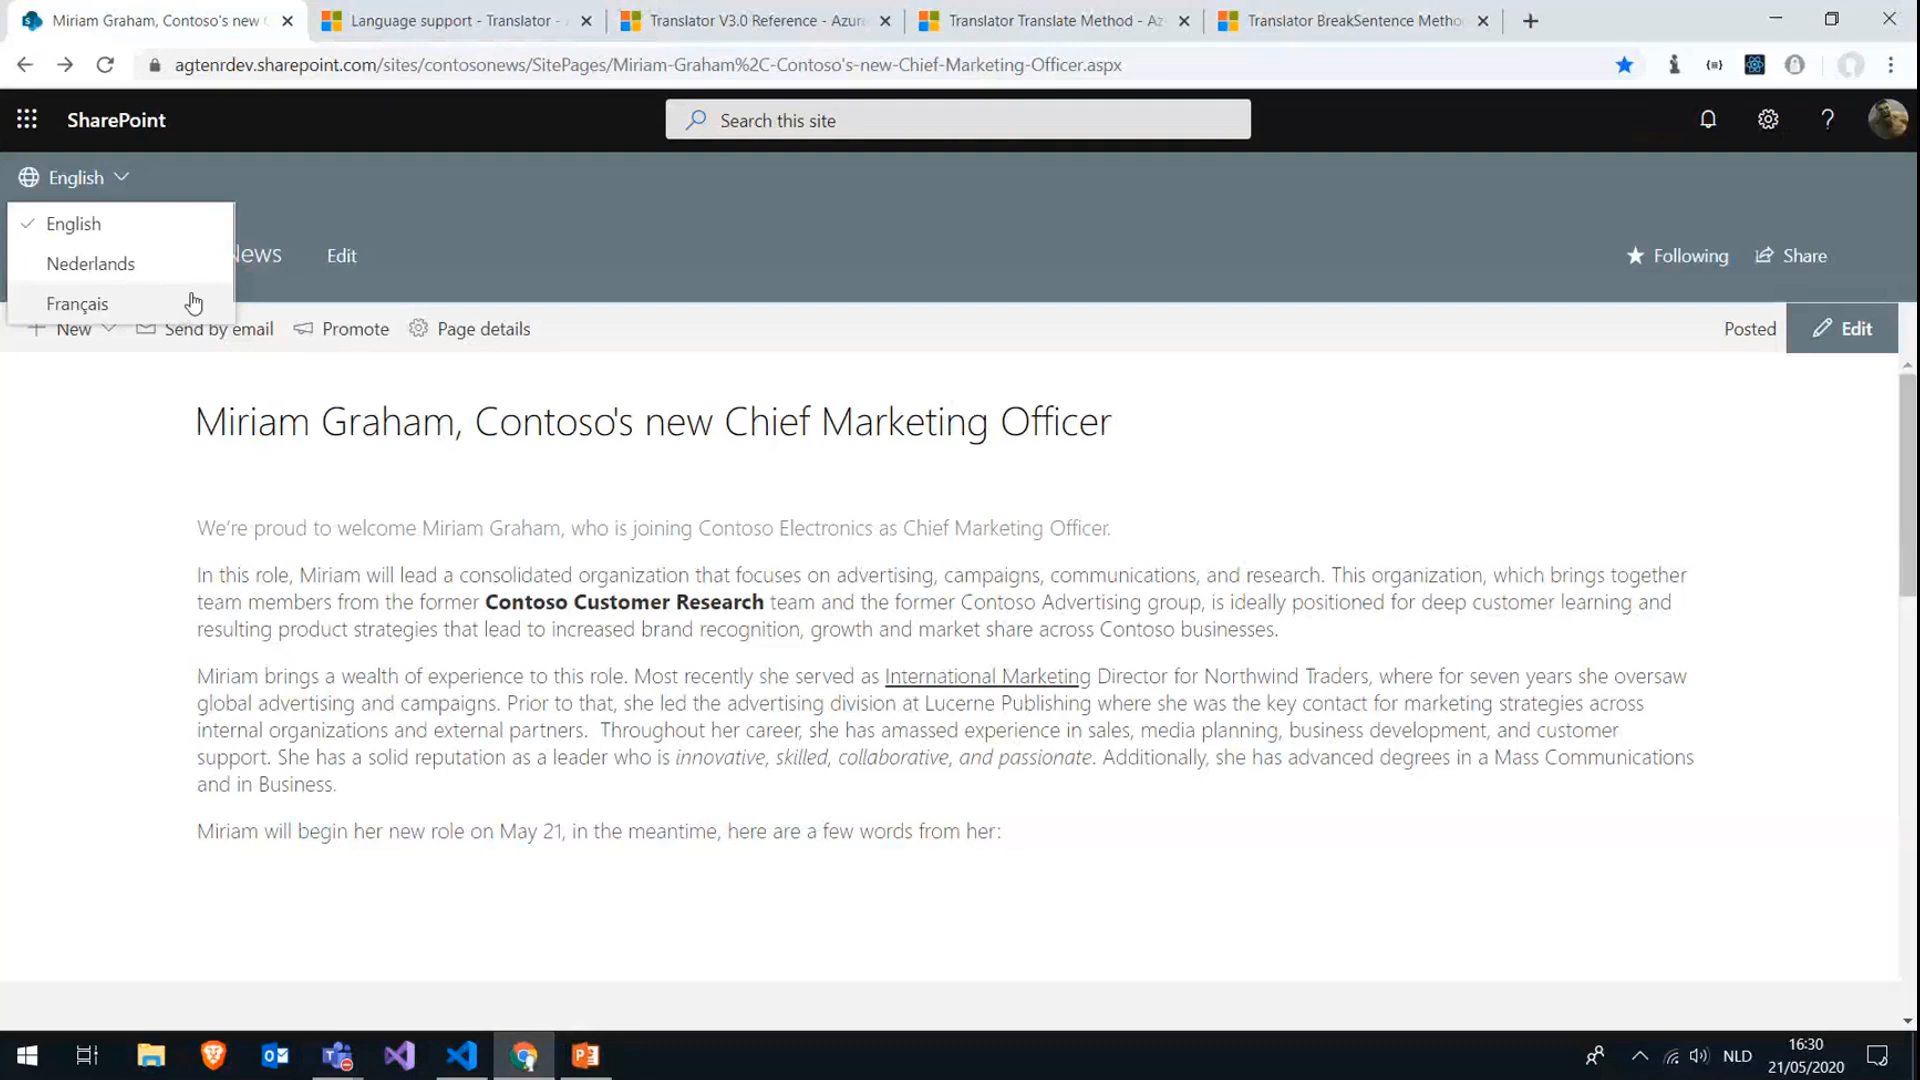 Miriam Graham, Contoso's new
Language support - Translator -
Translator V3.0 Reference - Azur
Translator Translate Method - Az
Translator BreakSentence Metho
agtenrdev.sharepoint.com/sites/contosonews/SitePages/Miriam-Graham%2C-Contoso's-new-Chief-Marketing-Officer.aspx
SharePoint
Search this site
English
English
Nederlands
Français
News
Edit
Following
Share
New
Send by email
Promote
Page details
Posted
Edit
Miriam Graham, Contoso's new Chief Marketing Officer
We're proud to welcome Miriam Graham, who is joining Contoso Electronics as Chief Marketing Officer.
In this role, Miriam will lead a consolidated organization that focuses on advertising, campaigns, communications, and research. This organization, which brings together
team members from the former Contoso Customer Research team and the former Contoso Advertising group, is ideally positioned for deep customer learning and
resulting product strategies that lead to increased brand recognition, growth and market share across Contoso businesses.
Miriam brings a wealth of experience to this role. Most recently she served as International Marketing Director for Northwind Traders, where for seven years she oversaw
global advertising and campaigns. Prior to that, she led the advertising division at Lucerne Publishing where she was the key contact for marketing strategies across
internal organizations and external partners. Throughout her career, she has amassed experience in sales, media planning, business development, and customer
support. She has a solid reputation as a leader who is innovative, skilled, collaborative, and passionate. Additionally, she has advanced degrees in a Mass Communications
and in Business.
Miriam will begin her new role on May 21, in the meantime, here are a few words from her:
NLD
16:30
21/05/2020